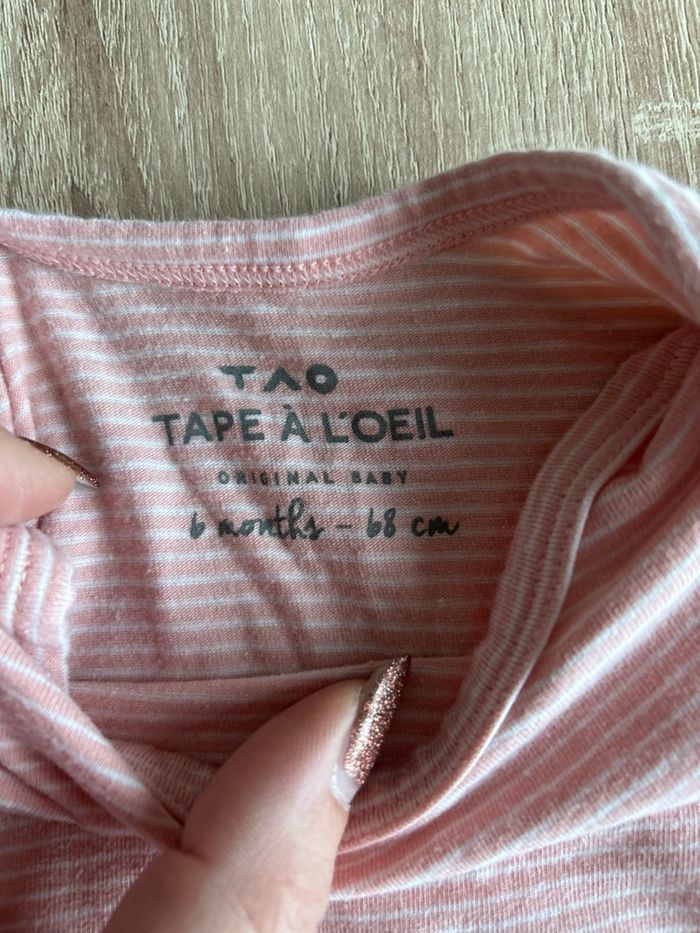 TAO
TAPE À L'OEIL
ORIGINAL BABY
6 months - 68 cm